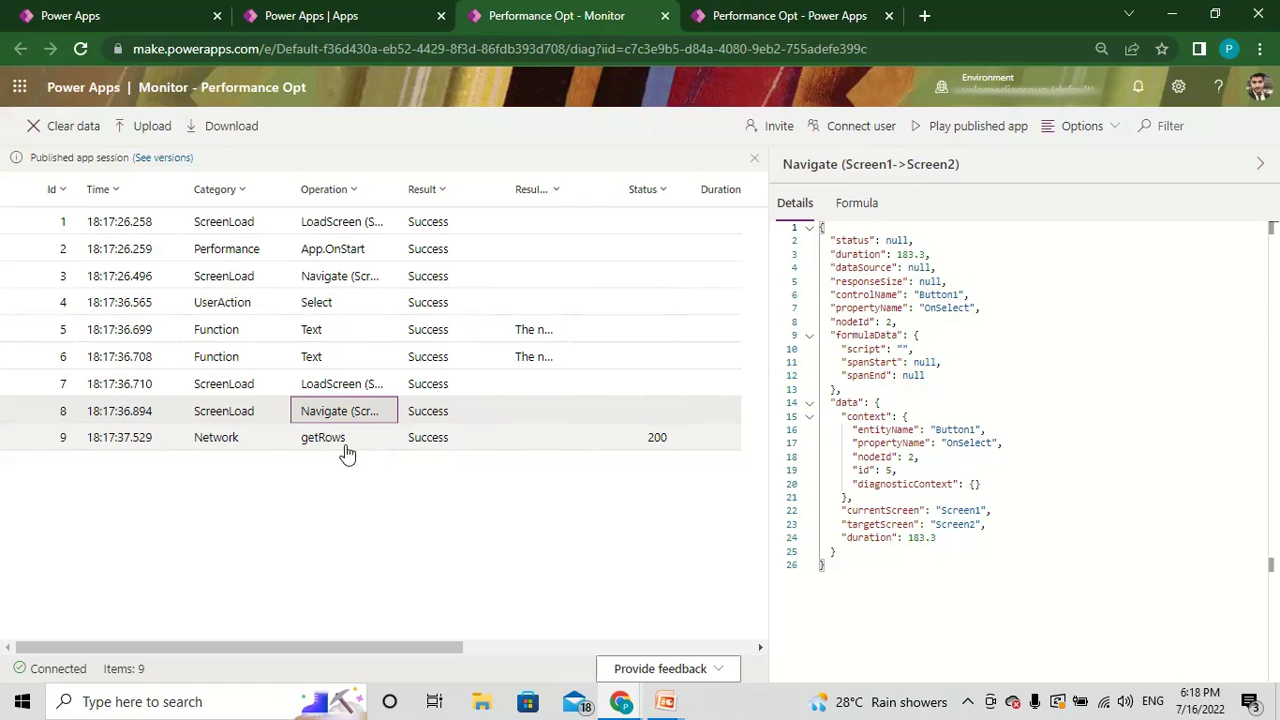 Power Apps
Power Apps | Apps
Performance Opt - Monitor
Performance Opt - Power Apps
make.powerapps.com/e/Default-f36d430a-eb52-4429-8f3d-86fdb393d708/diag?iid=c7c3e9b5-d84a-4080-9eb2-755adefe399c
P
Power Apps | Monitor - Performance Opt
Environment
(default)
Clear data
Upload
Download
Invite
Connect user
Play published app
Options
Filter
Published app session (See versions)
Id Time Category Operation Result Resul... Status Duration
1 18:17:26.258 ScreenLoad LoadScreen (S... Success
2 18:17:26.259 Performance App.OnStart Success
3 18:17:26.496 ScreenLoad Navigate (Scr... Success
4 18:17:36.565 UserAction Select Success
5 18:17:36.699 Function Text Success The n...
6 18:17:36.708 Function Text Success The n...
7 18:17:36.710 ScreenLoad LoadScreen (S... Success
8 18:17:36.894 ScreenLoad Navigate (Scr... Success
9 18:17:37.529 Network getRows Success 200
Navigate (Screen1->Screen2)
Details Formula
1 {
2 "status": null,
3 "duration": 183.3,
4 "dataSource": null,
5 "responseSize": null,
6 "controlName": "Button1",
7 "propertyName": "OnSelect",
8 "nodeId": 2,
9 "formulaData": {
10 "script": "",
11 "spanStart": null,
12 "spanEnd": null
13 },
14 "data": {
15 "context": {
16 "entityName": "Button1",
17 "propertyName": "OnSelect",
18 "nodeId": 2,
19 "id": 5,
20 "diagnosticContext": {}
21 },
22 "currentScreen": "Screen1",
23 "targetScreen": "Screen2",
24 "duration": 183.3
25 }
26 }
Connected Items: 9
Provide feedback
Type here to search
18
28°C Rain showers
ENG
6:18 PM
7/16/2022
3